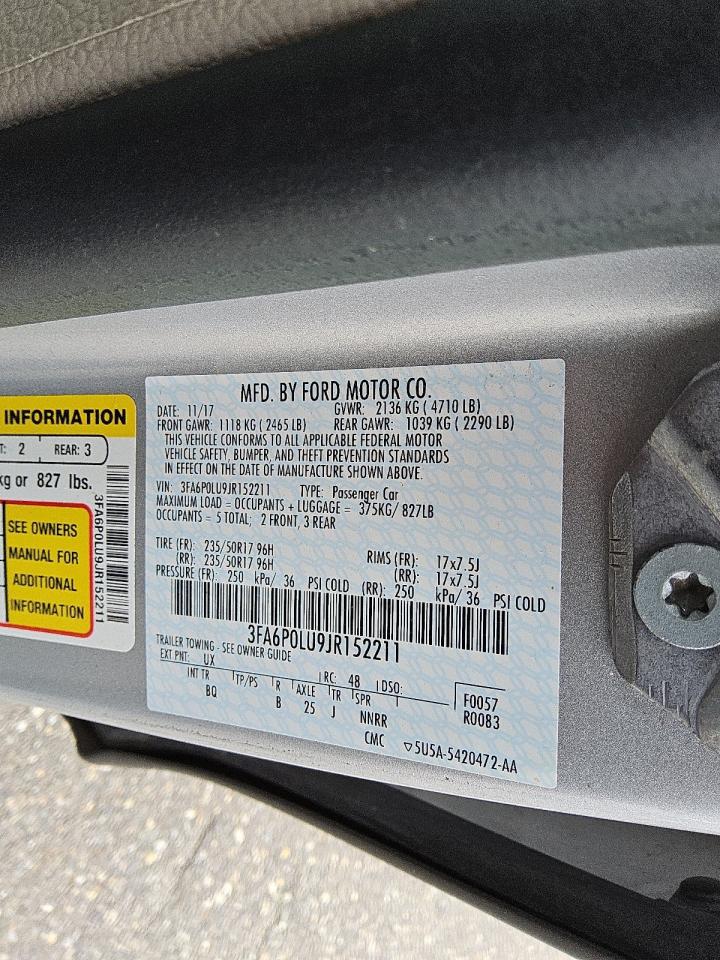 INFORMATION
T: 2 REAR: 3
kg or 827 lbs.
SEE OWNERS
MANUAL FOR
ADDITIONAL
INFORMATION
3FA6P0LU9JR152211
MFD. BY FORD MOTOR CO.
DATE: 11/17 GVWR: 2136 KG ( 4710 LB)
FRONT GAWR: 1118 KG ( 2465 LB) REAR GAWR: 1039 KG ( 2290 LB)
THIS VEHICLE CONFORMS TO ALL APPLICABLE FEDERAL MOTOR
VEHICLE SAFETY, BUMPER, AND THEFT PREVENTION STANDARDS
IN EFFECT ON THE DATE OF MANUFACTURE SHOWN ABOVE.
VIN: 3FA6P0LU9JR152211 TYPE: Passenger Car
MAXIMUM LOAD = OCCUPANTS + LUGGAGE = 375KG/ 827LB
OCCUPANTS = 5 TOTAL; 2 FRONT, 3 REAR
TIRE (FR): 235/50R17 96H RIMS (FR): 17x7.5J
(RR): 235/50R17 96H (RR): 17x7.5J
PRESSURE (FR): 250 kPa/ 36 PSI COLD (RR): 250 kPa/ 36 PSI COLD
3FA6P0LU9JR152211
TRAILER TOWING - SEE OWNER GUIDE
EXT PNT: UX RC: 48 DSO: F0057
INT TR TP/PS R AXLE TR SPR R0083
BQ B 25 J NNRR
CMC ▽5U5A-5420472-AA